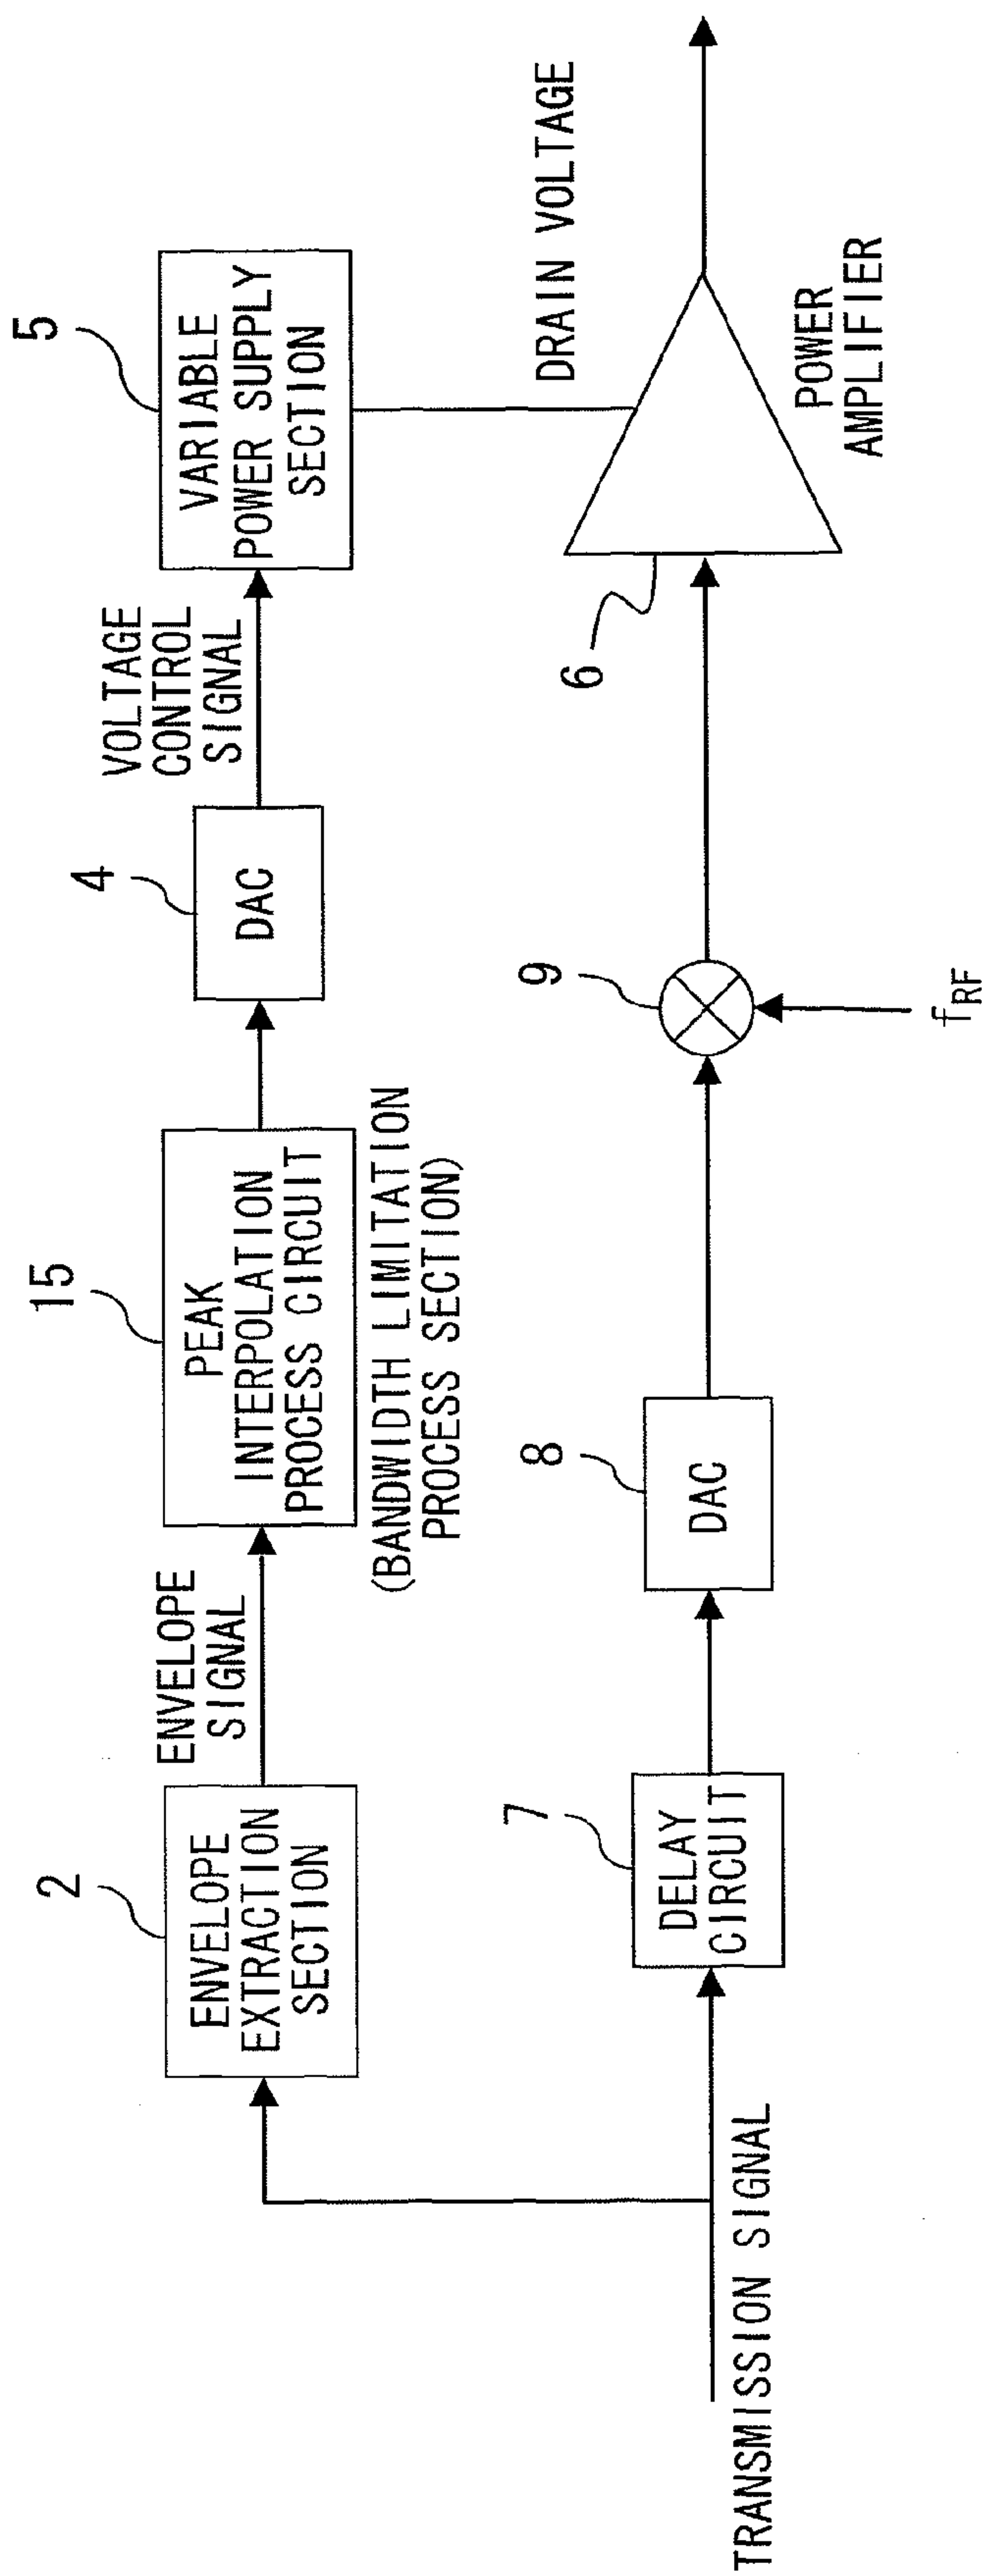 2
ENVELOPE
EXTRACTION
SECTION
ENVELOPE
SIGNAL
15
PEAK
INTERPOLATION
PROCESS CIRCUIT
(BANDWIDTH LIMITATION
PROCESS SECTION)
4
DAC
VOLTAGE
CONTROL
SIGNAL
5
VARIABLE
POWER SUPPLY
SECTION
DRAIN VOLTAGE
TRANSMISSION SIGNAL
7
DELAY
CIRCUIT
8
DAC
9
fRF
6
POWER
AMPLIFIER